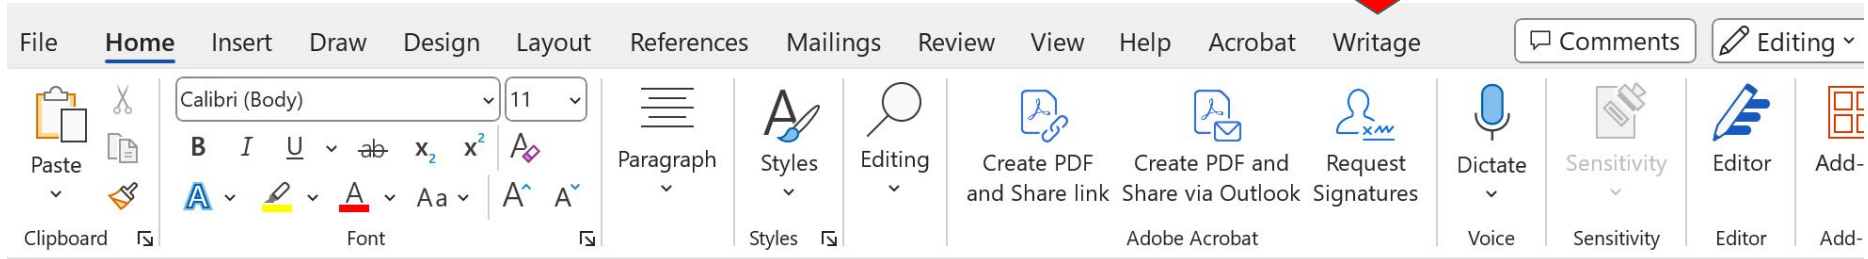 File Home Insert Draw Design Layout References Mailings Review View Help Acrobat Writage Comments Editing
Calibri (Body) 11
B I U ab x₂ x² A
Paste
A A Aa A A
Clipboard
Font
Paragraph
Styles
Styles
Editing
Create PDF
and Share link
Create PDF and
Share via Outlook
Request
Signatures
Adobe Acrobat
Dictate
Voice
Sensitivity
Sensitivity
Editor
Editor
Add-
Add-